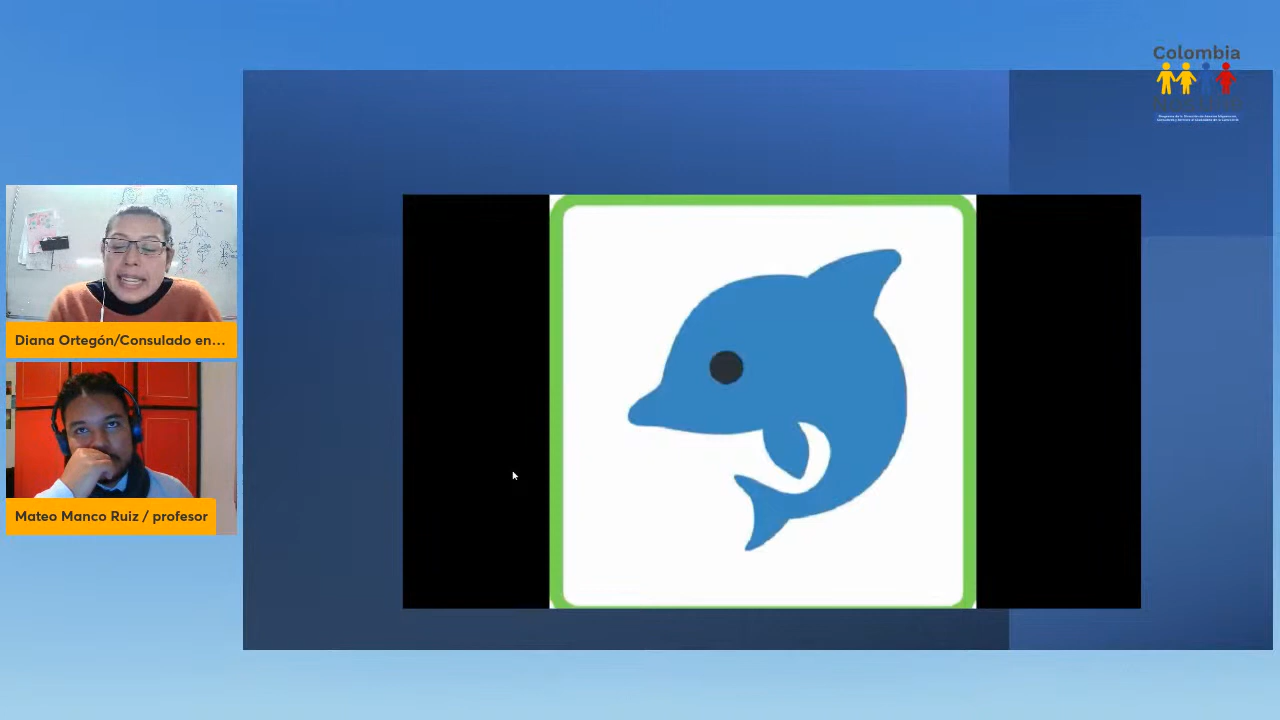 Colombia
Diana Ortegón/Consulado en...
Mateo Manco Ruiz / profesor